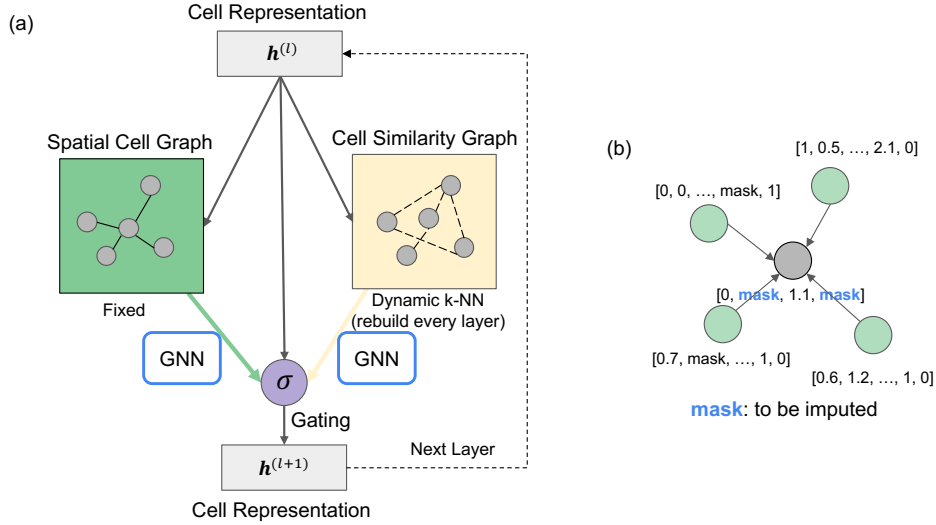 (a)
Cell Representation
h^(l)
Spatial Cell Graph
Cell Similarity Graph
Fixed
Dynamic k-NN
(rebuild every layer)
GNN
GNN
σ
Gating
Next Layer
h^(l+1)
Cell Representation
(b)
[1, 0.5, …, 2.1, 0]
[0, 0, …, mask, 1]
[0, mask, 1.1, mask]
[0.7, mask, …, 1, 0]
[0.6, 1.2, …, 1, 0]
mask: to be imputed